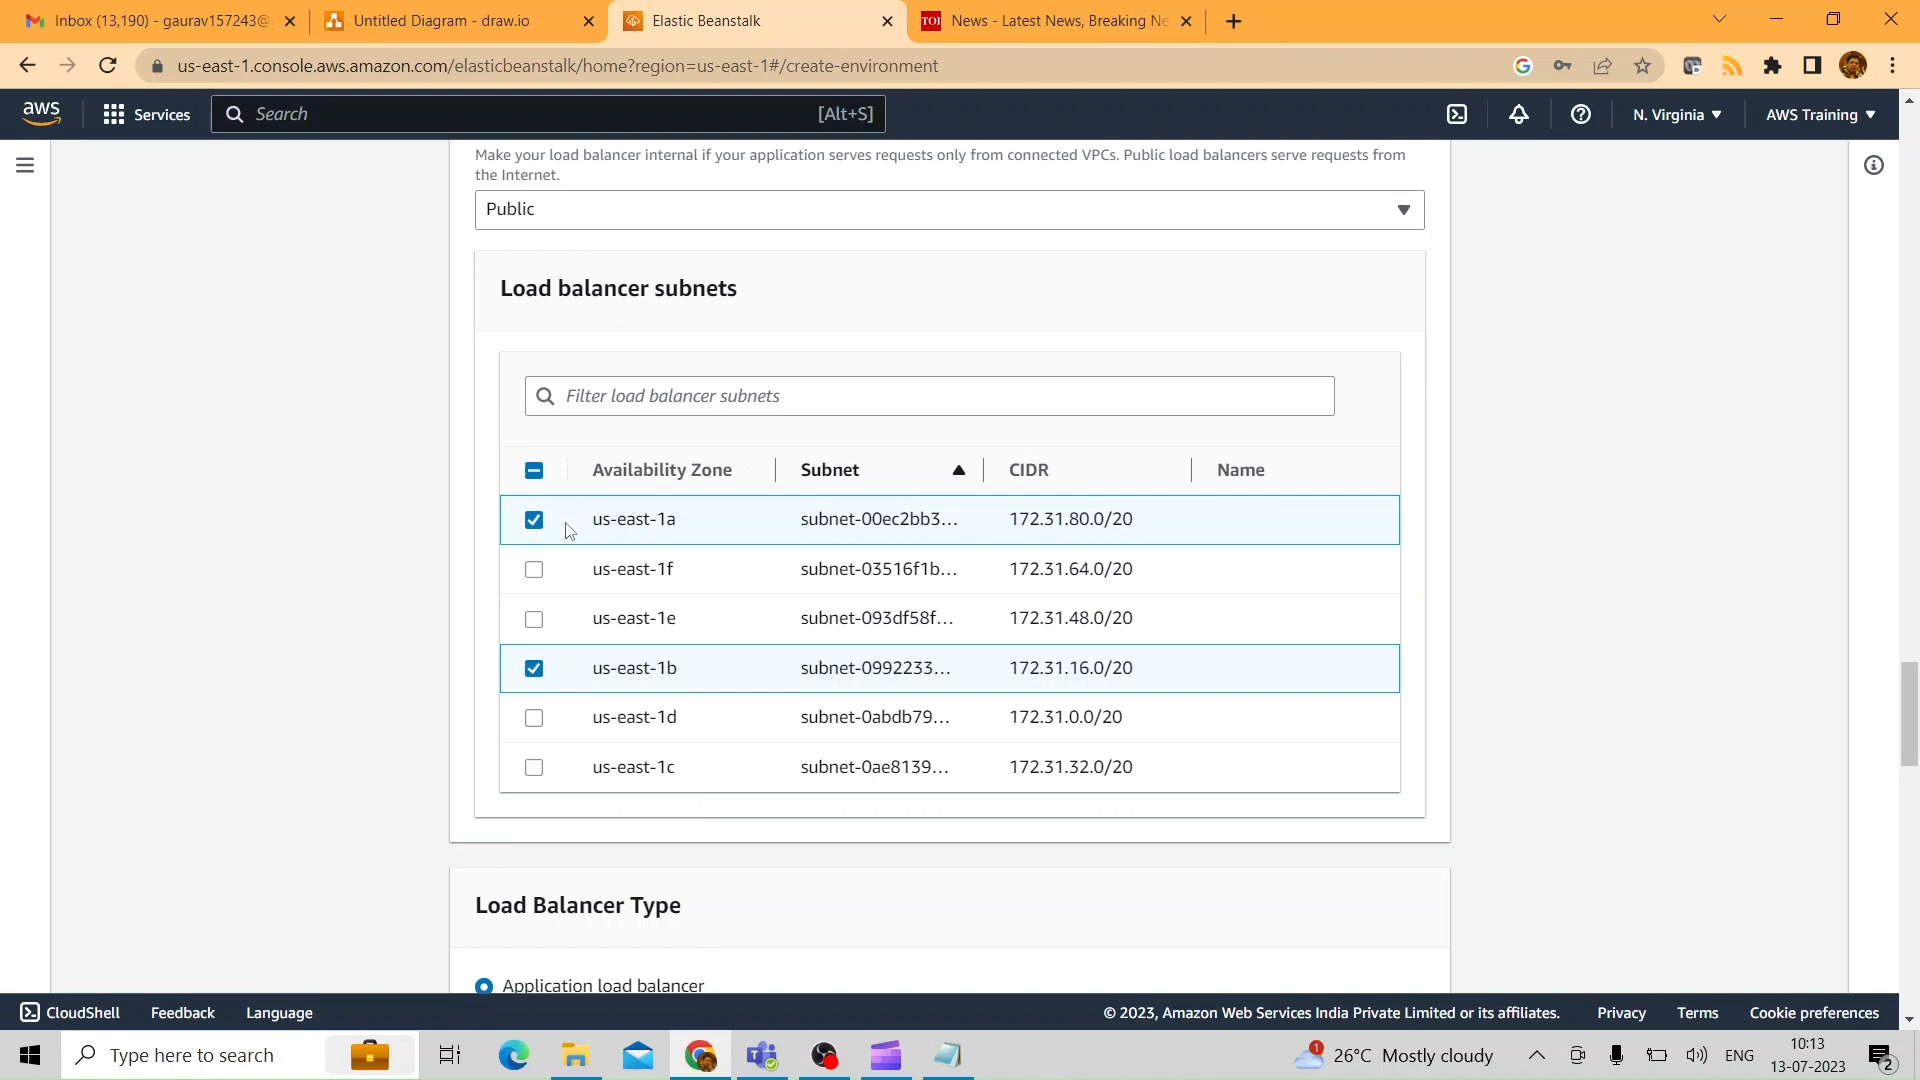 Inbox (13,190) - gaurav157243@
Untitled Diagram - draw.io
Elastic Beanstalk
TOI
News - Latest News, Breaking Ne
us-east-1.console.aws.amazon.com/elasticbeanstalk/home?region=us-east-1#/create-environment
aws
Services
Search
[Alt+S]
N. Virginia
AWS Training
Make your load balancer internal if your application serves requests only from connected VPCs. Public load balancers serve requests from
the Internet.
Public
Load balancer subnets
Filter load balancer subnets
Availability Zone Subnet CIDR Name
us-east-1a subnet-00ec2bb3... 172.31.80.0/20
us-east-1f subnet-03516f1b... 172.31.64.0/20
us-east-1e subnet-093df58f... 172.31.48.0/20
us-east-1b subnet-0992233... 172.31.16.0/20
us-east-1d subnet-0abdb79... 172.31.0.0/20
us-east-1c subnet-0ae8139... 172.31.32.0/20
Load Balancer Type
Application load balancer
CloudShell Feedback Language
© 2023, Amazon Web Services India Private Limited or its affiliates. Privacy Terms Cookie preferences
Type here to search
1
26°C Mostly cloudy
ENG
10:13
13-07-2023
2